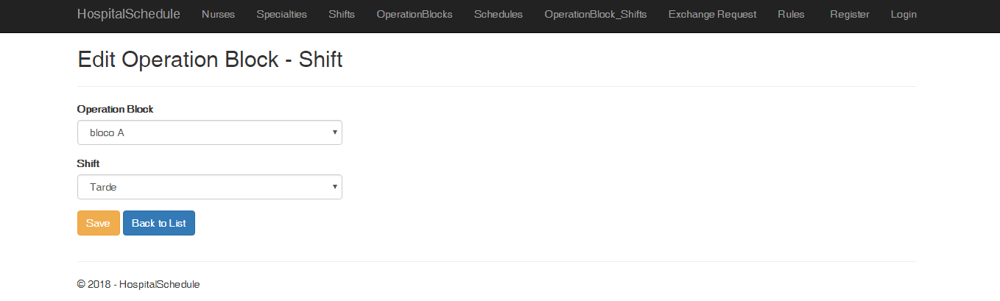 HospitalSchedule Nurses Specialties Shifts OperationBlocks Schedules OperationBlock_Shifts Exchange Request Rules Register Login
Edit Operation Block - Shift
Operation Block
bloco A
Shift
Tarde
Save Back to List
© 2018 - HospitalSchedule